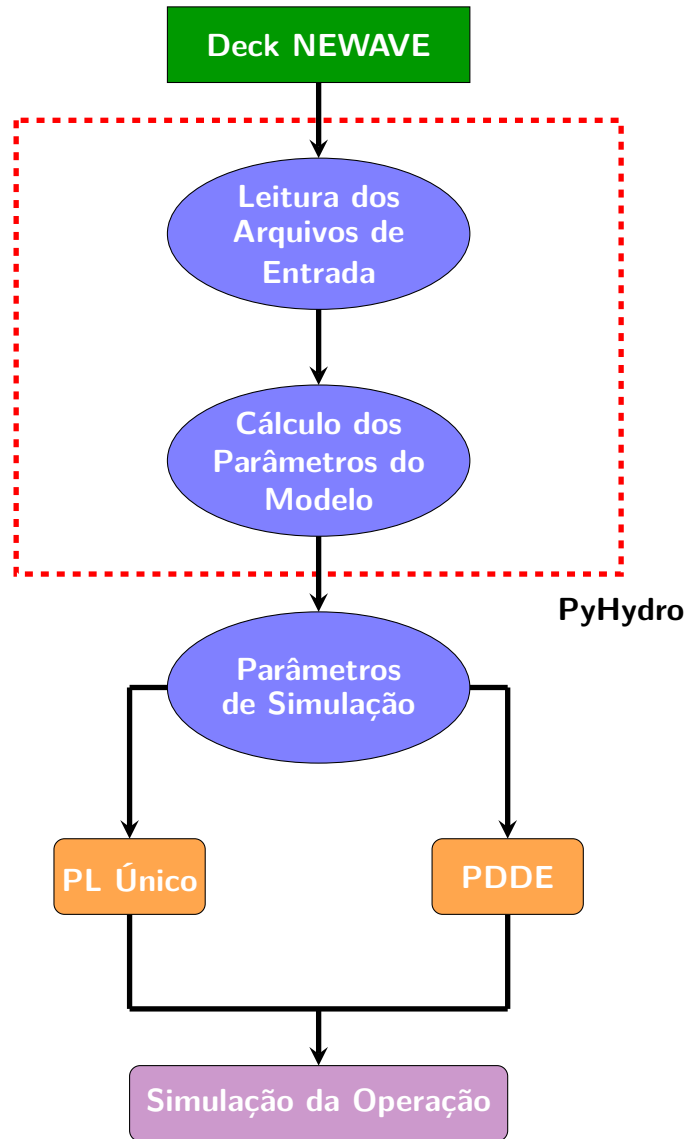 Deck NEWAVE
Leitura dos
Arquivos de
Entrada
Cálculo dos
Parâmetros do
Modelo
PyHydro
Parâmetros
de Simulação
PL Único
PDDE
Simulação da Operação